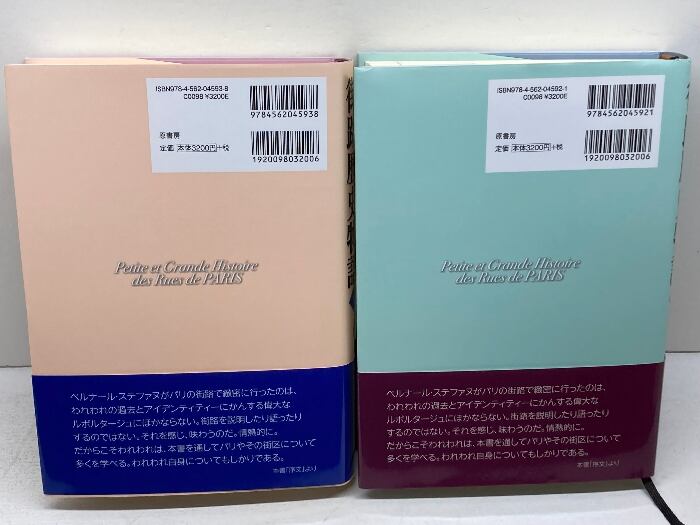 ISBN978-4-562-04593-8
C0098 ¥3200E
9784562045938
原書房
定価 本体3200円+税
1920098032006
街路歴史物語
Petite et Grande Histoire
des Rues de PARIS
ベルナール・ステファヌがパリの街路で緻密に行ったのは、
われわれの過去とアイデンティティーにかんする偉大な
ルポルタージュにほかならない。街路を説明したり語ったり
するのではない。それを感じ、味わうのだ。情熱的に。
だからこそわれわれは、本書を通してパリやその街区について
多くを学べる。われわれ自身についてもしかりである。
本書「序文」より
ISBN978-4-562-04592-1
C0098 ¥3200E
9784562045921
原書房
定価 本体3200円+税
1920098032006
Petite et Grande Histoire
des Rues de PARIS
ベルナール・ステファヌがパリの街路で緻密に行ったのは、
われわれの過去とアイデンティティーにかんする偉大な
ルポルタージュにほかならない。街路を説明したり語ったり
するのではない。それを感じ、味わうのだ。情熱的に。
だからこそわれわれは、本書を通してパリやその街区について
多くを学べる。われわれ自身についてもしかりである。
本書「序文」より